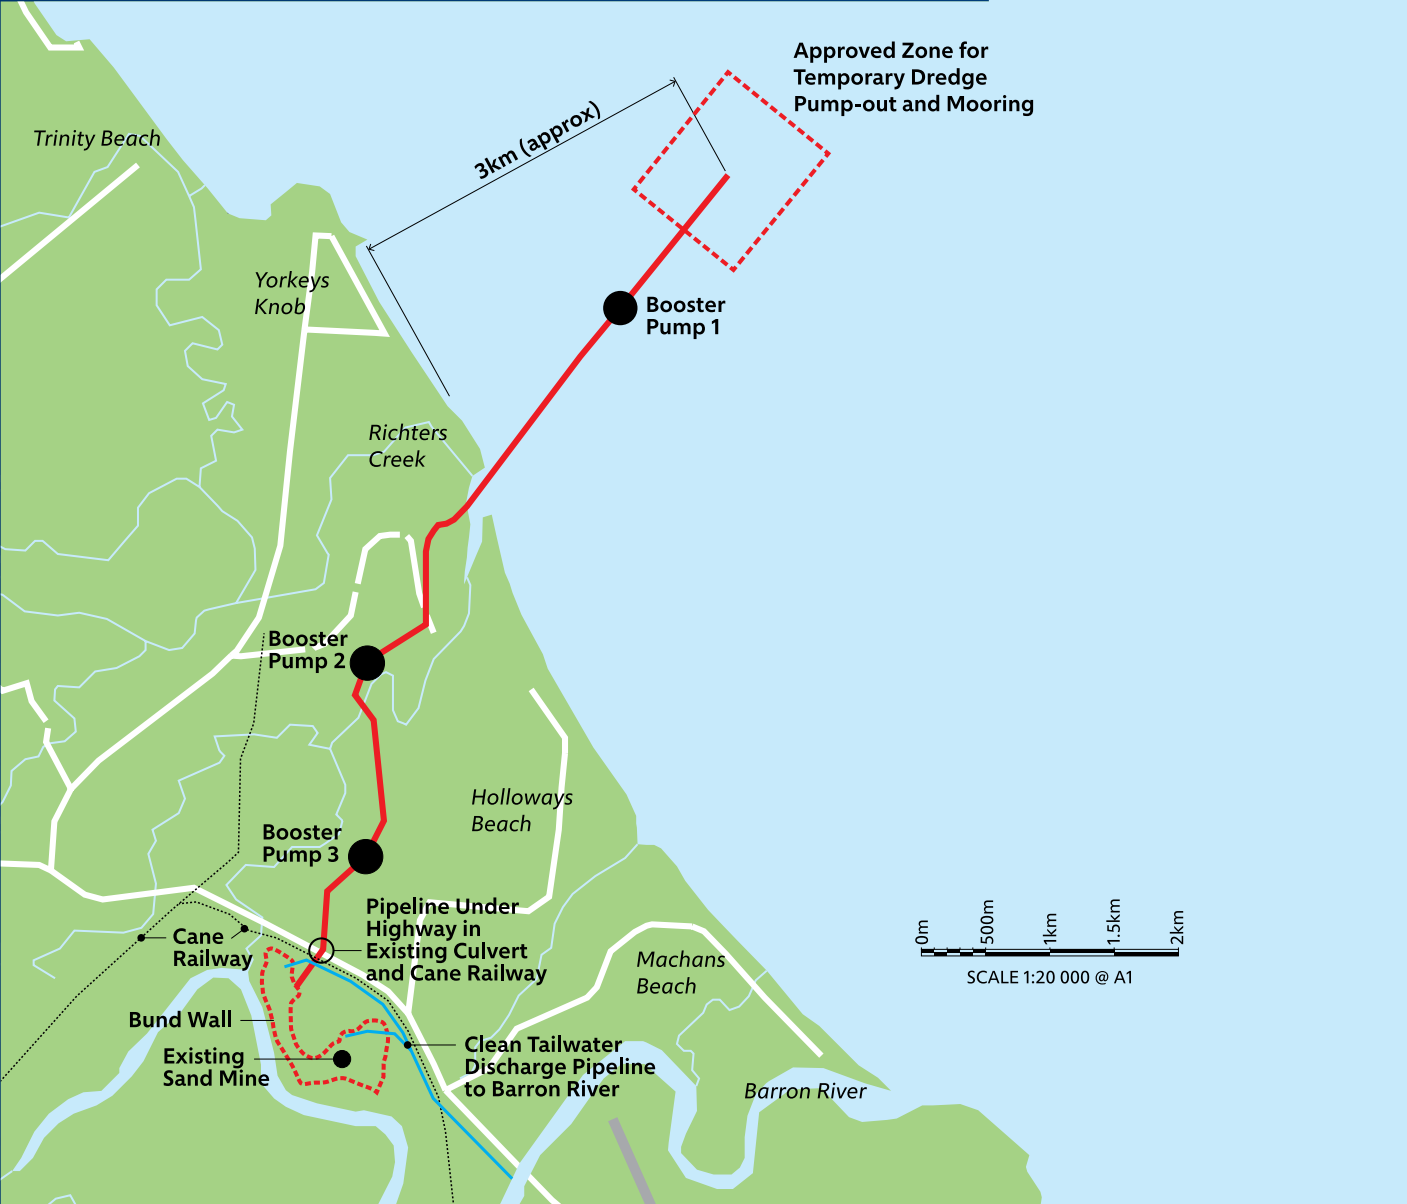 Approved Zone for
Temporary Dredge
Pump-out and Mooring
3km (approx)
Trinity Beach
Yorkeys
Knob
Booster
Pump 1
Richters
Creek
Booster
Pump 2
Holloways
Beach
Booster
Pump 3
Pipeline Under
Highway in
Existing Culvert
and Cane Railway
Cane
Railway
Machans
Beach
0m
500m
1km
1.5km
2km
SCALE 1:20 000 @ A1
Bund Wall
Existing
Sand Mine
Clean Tailwater
Discharge Pipeline
to Barron River
Barron River